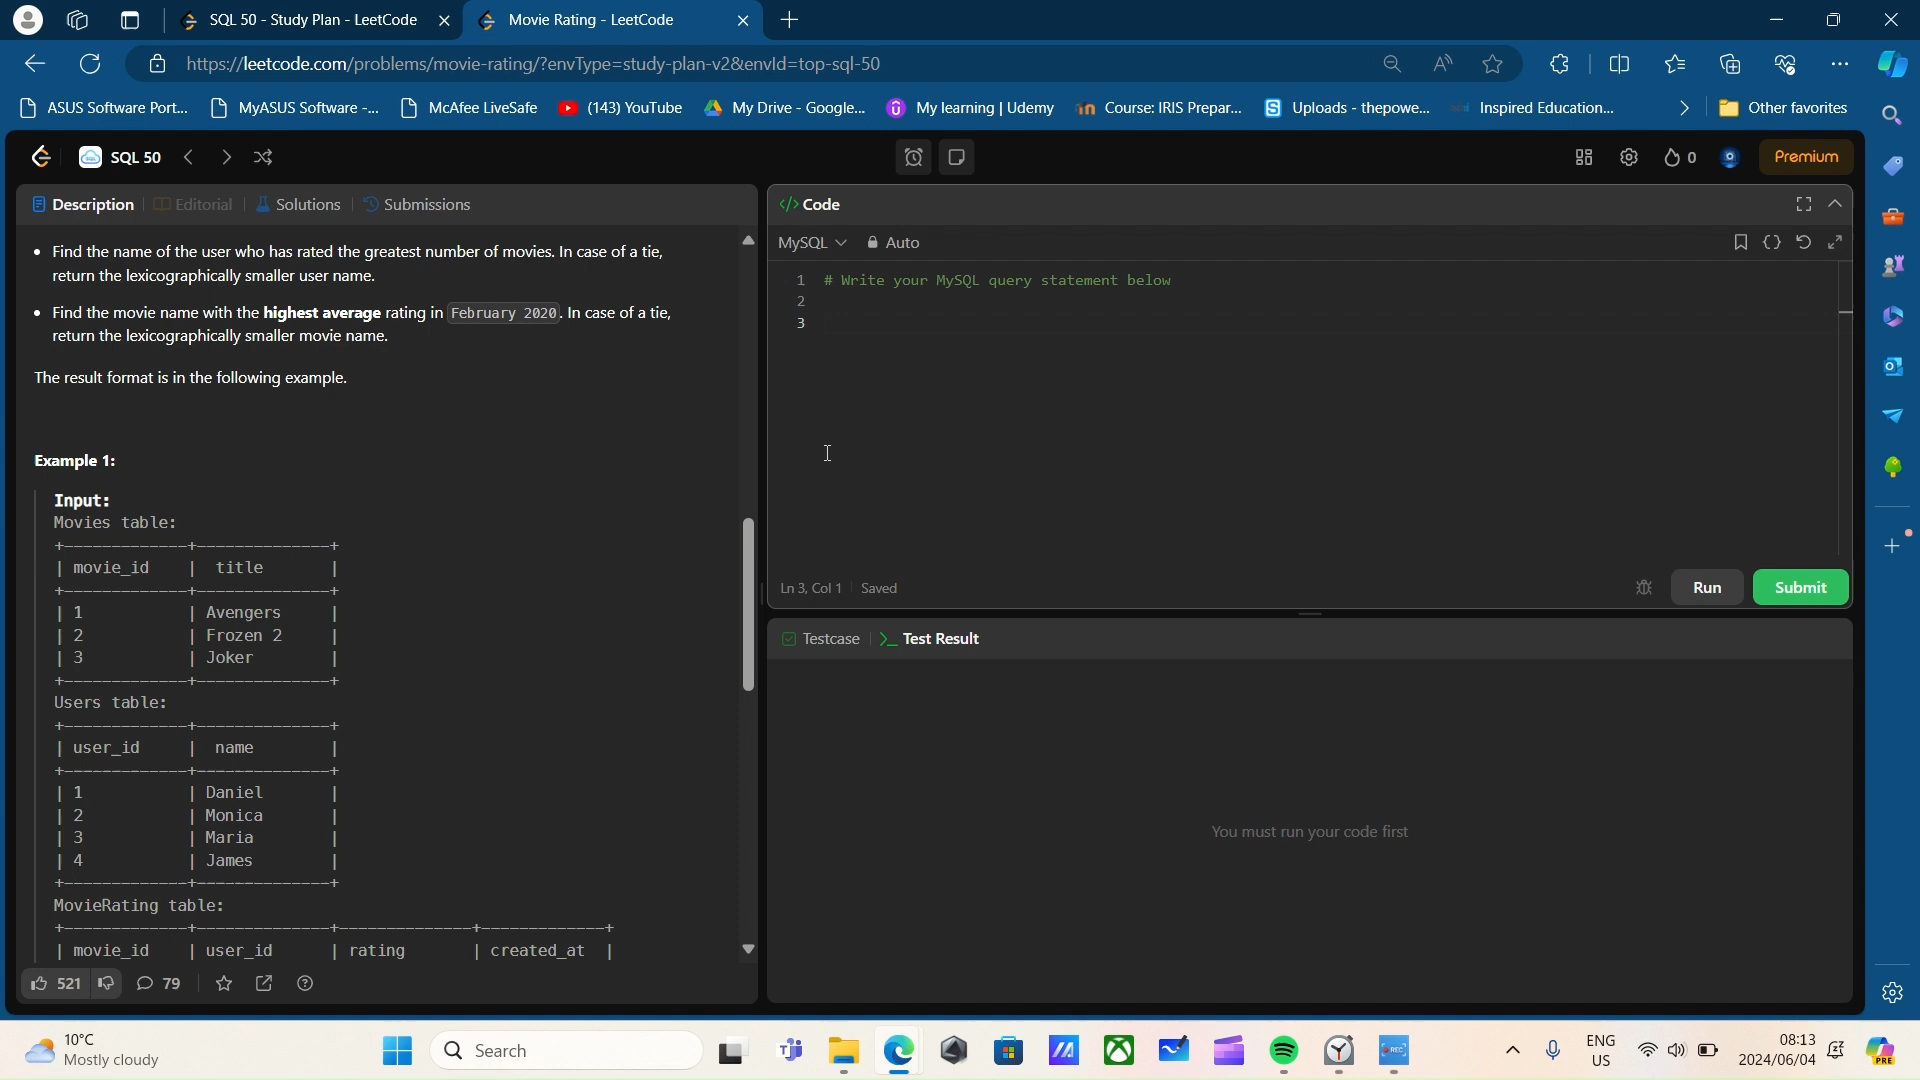 SQL 50 - Study Plan - LeetCode
Movie Rating - LeetCode
https://leetcode.com/problems/movie-rating/?envType=study-plan-v2&envId=top-sql-50
ASUS Software Port...
MyASUS Software -...
McAfee LiveSafe
(143) YouTube
My Drive - Google...
My learning | Udemy
Course: IRIS Prepar...
Uploads - thepowe...
Inspired Education...
Other favorites
SQL 50
0
Premium
Description
Editorial
Solutions
Submissions
• Find the name of the user who has rated the greatest number of movies. In case of a tie,
return the lexicographically smaller user name.
• Find the movie name with the highest average rating in February 2020. In case of a tie,
return the lexicographically smaller movie name.
The result format is in the following example.
Example 1:
Input:
Movies table:
+-------------+--------------+
| movie_id | title |
+-------------+--------------+
| 1 | Avengers |
| 2 | Frozen 2 |
| 3 | Joker |
+-------------+--------------+
Users table:
+-------------+--------------+
| user_id | name |
+-------------+--------------+
| 1 | Daniel |
| 2 | Monica |
| 3 | Maria |
| 4 | James |
+-------------+--------------+
MovieRating table:
+-------------+--------------+--------------+-------------+
| movie_id | user_id | rating | created_at |
521
79
</> Code
MySQL
Auto
1 # Write your MySQL query statement below
2
3
Ln 3, Col 1
Saved
Run
Submit
Testcase
>_ Test Result
You must run your code first
10°C
Mostly cloudy
Search
REC
ENG
US
08:13
2024/06/04
PRE